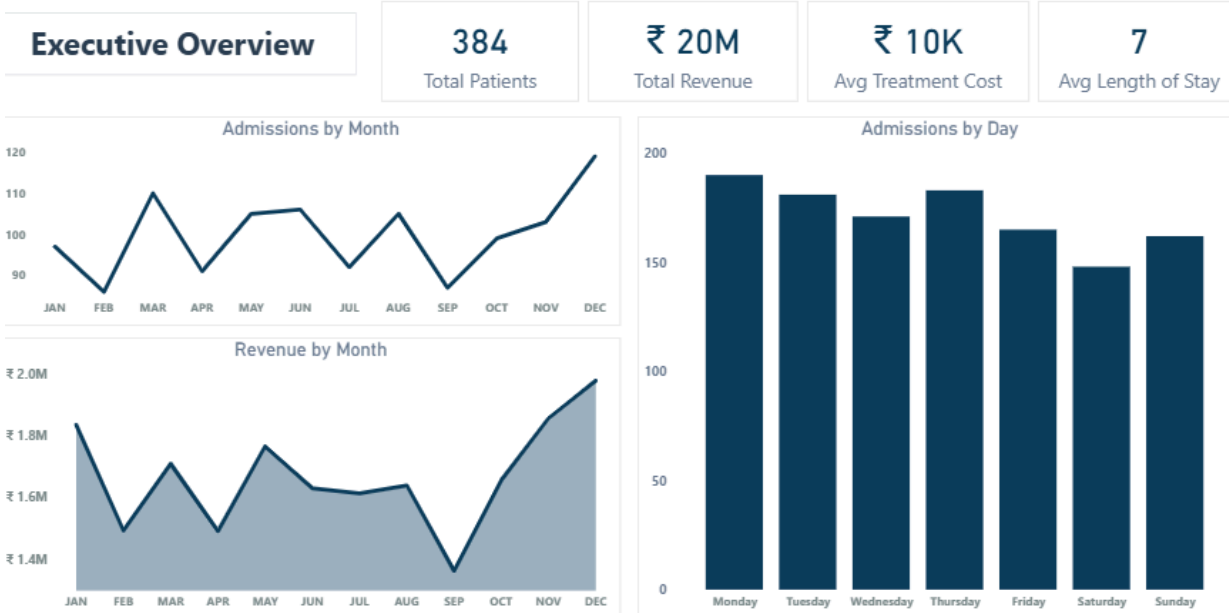 Executive Overview
384
Total Patients
₹ 20M
Total Revenue
₹ 10K
Avg Treatment Cost
7
Avg Length of Stay
Admissions by Month
120
110
100
90
JAN FEB MAR APR MAY JUN JUL AUG SEP OCT NOV DEC
Revenue by Month
₹ 2.0M
₹ 1.8M
₹ 1.6M
₹ 1.4M
JAN FEB MAR APR MAY JUN JUL AUG SEP OCT NOV DEC
Admissions by Day
200
150
100
50
0
Monday Tuesday Wednesday Thursday Friday Saturday Sunday